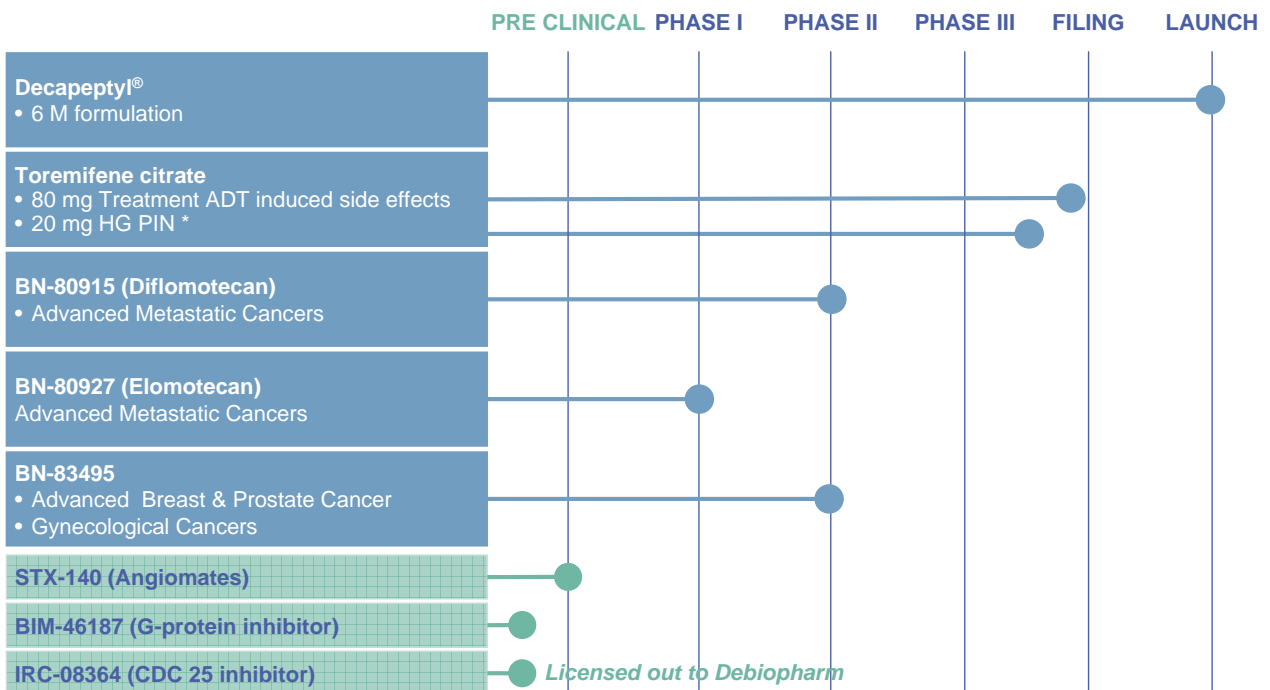 PRE CLINICAL PHASE I PHASE II PHASE III FILING LAUNCH
Decapeptyl®
• 6 M formulation
Toremifene citrate
• 80 mg Treatment ADT induced side effects
• 20 mg HG PIN *
BN-80915 (Diflomotecan)
• Advanced Metastatic Cancers
BN-80927 (Elomotecan)
Advanced Metastatic Cancers
BN-83495
• Advanced Breast & Prostate Cancer
• Gynecological Cancers
STX-140 (Angiomates)
BIM-46187 (G-protein inhibitor)
IRC-08364 (CDC 25 inhibitor) Licensed out to Debiopharm